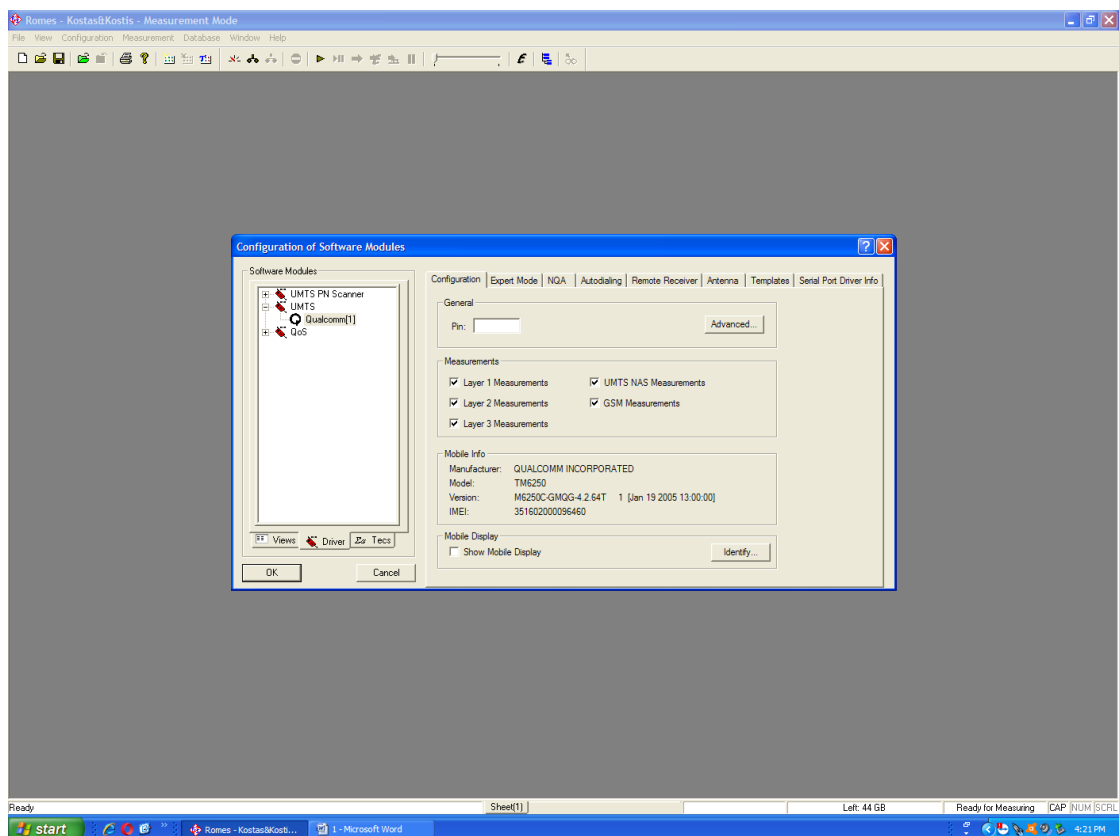 Romes - Kostas&Kostis - Measurement Mode
File View Configuration Measurement Database Window Help
Configuration of Software Modules
Software Modules
UMTS PN Scanner
UMTS
Qualcomm[1]
QoS
Views Driver Tecs
OK Cancel
Configuration Expert Mode NQA Autodialing Remote Receiver Antenna Templates Serial Port Driver Info
General
Pin: Advanced...
Measurements
Layer 1 Measurements UMTS NAS Measurements
Layer 2 Measurements GSM Measurements
Layer 3 Measurements
Mobile Info
Manufacturer: QUALCOMM INCORPORATED
Model: TM6250
Version: M6250C-GMQG-4.2.64T 1 [Jan 19 2005 13:00:00]
IMEI: 351602000096460
Mobile Display
Show Mobile Display Identify...
Ready Sheet(1) Left: 44 GB Ready for Measuring CAP NUM SCRL
start Romes - Kostas&Kosti... 1 - Microsoft Word 4:21 PM